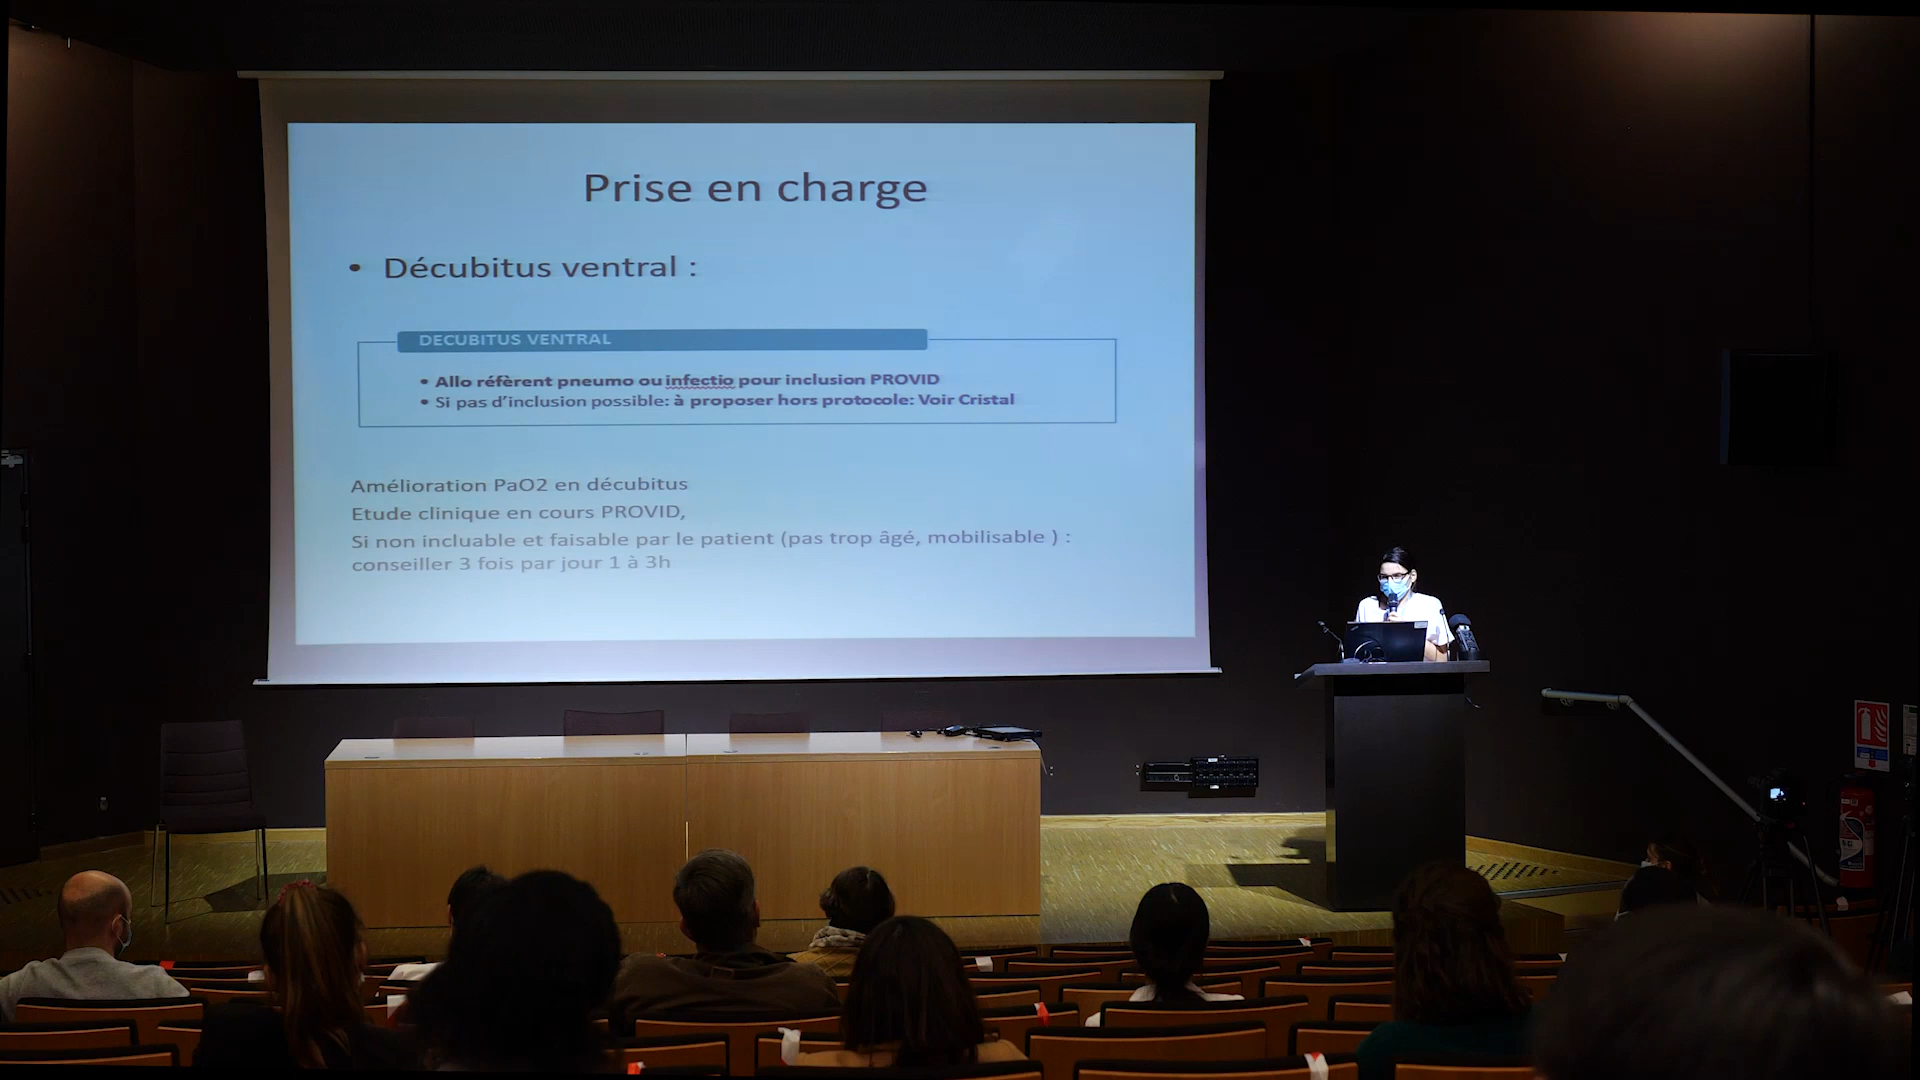 Prise en charge
• Décubitus ventral :
DECUBITUS VENTRAL
• Allo réfèrent pneumo ou infectio pour inclusion PROVID
• Si pas d'inclusion possible: à proposer hors protocole: Voir Cristal
Amélioration PaO2 en décubitus
Etude clinique en cours PROVID,
Si non incluable et faisable par le patient (pas trop âgé, mobilisable ) :
conseiller 3 fois par jour 1 à 3h